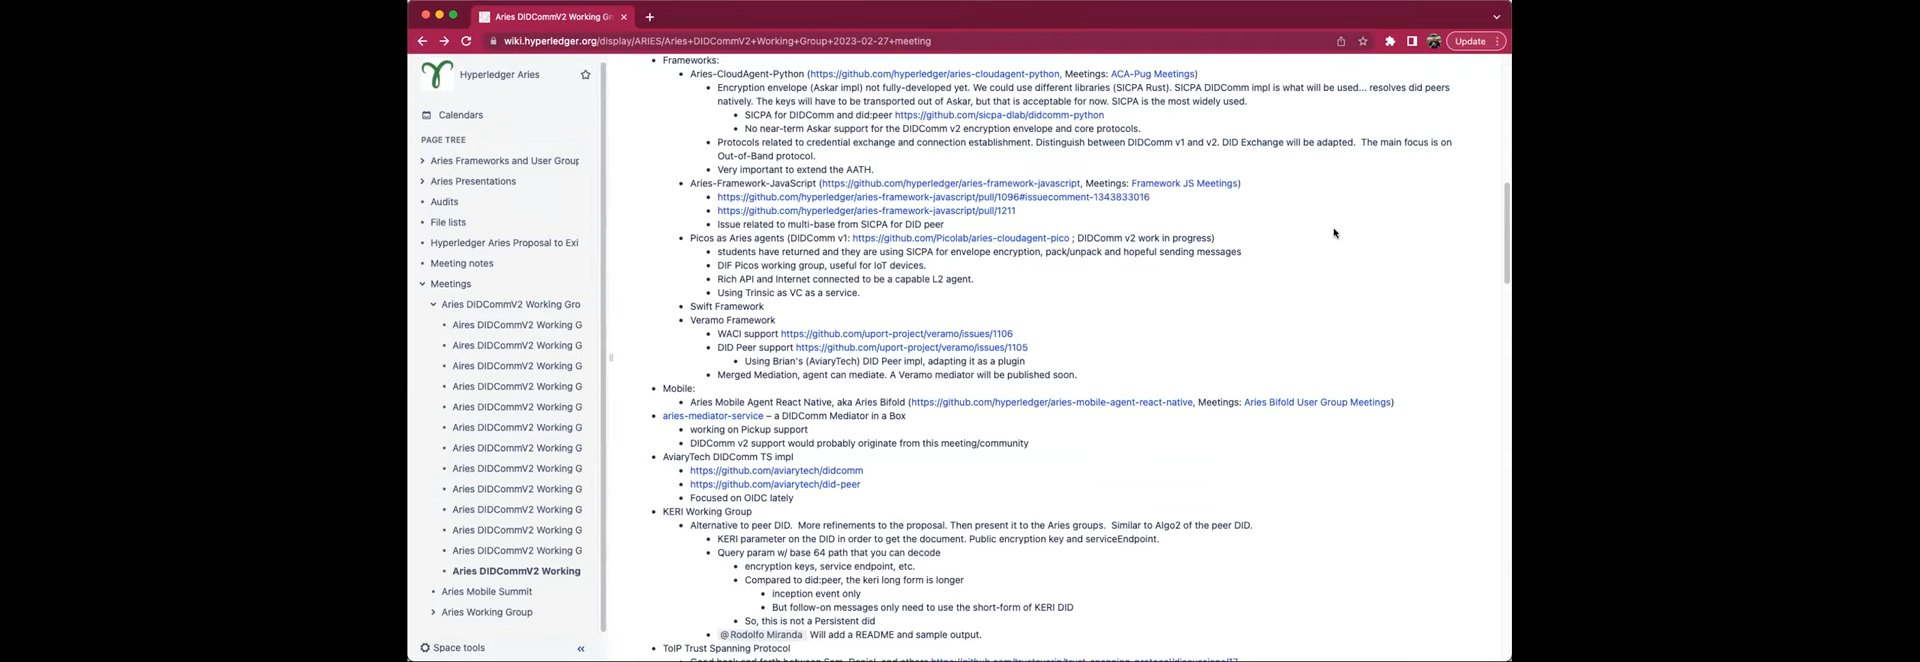 Aries DIDCommV2 Working Gr
wiki.hyperledger.org/display/ARIES/Aries+DIDCommV2+Working+Group+2023-02-27+meeting
Update
Hyperledger Aries
Calendars
PAGE TREE
Aries Frameworks and User Group
Aries Presentations
Audits
File lists
Hyperledger Aries Proposal to Exi
Meeting notes
Meetings
Aries DIDCommV2 Working Gro
Aires DIDCommV2 Working G
Aries DIDCommV2 Working G
Aries DIDCommV2 Working G
Aries DIDCommV2 Working G
Aries DIDCommV2 Working G
Aries DIDCommV2 Working G
Aries DIDCommV2 Working G
Aries DIDCommV2 Working G
Aries DIDCommV2 Working G
Aries DIDCommV2 Working G
Aries DIDCommV2 Working G
Aries DIDCommV2 Working G
Aries DIDCommV2 Working
Aries Mobile Summit
Aries Working Group
Space tools
Frameworks:
Aries-CloudAgent-Python (https://github.com/hyperledger/aries-cloudagent-python, Meetings: ACA-Pug Meetings)
Encryption envelope (Askar impl) not fully-developed yet. We could use different libraries (SICPA Rust). SICPA DIDComm impl is what will be used... resolves did peers
natively. The keys will have to be transported out of Askar, but that is acceptable for now. SICPA is the most widely used.
SICPA for DIDComm and did:peer https://github.com/sicpa-dlab/didcomm-python
No near-term Askar support for the DIDComm v2 encryption envelope and core protocols.
Protocols related to credential exchange and connection establishment. Distinguish between DIDComm v1 and v2. DID Exchange will be adapted. The main focus is on
Out-of-Band protocol.
Very important to extend the AATH.
Aries-Framework-JavaScript (https://github.com/hyperledger/aries-framework-javascript, Meetings: Framework JS Meetings)
https://github.com/hyperledger/aries-framework-javascript/pull/1096#issuecomment-1343833016
https://github.com/hyperledger/aries-framework-javascript/pull/1211
Issue related to multi-base from SICPA for DID peer
Picos as Aries agents (DIDComm v1: https://github.com/Picolab/aries-cloudagent-pico ; DIDComm v2 work in progress)
students have returned and they are using SICPA for envelope encryption, pack/unpack and hopeful sending messages
DIF Picos working group, useful for IoT devices.
Rich API and Internet connected to be a capable L2 agent.
Using Trinsic as VC as a service.
Swift Framework
Veramo Framework
WACI support https://github.com/uport-project/veramo/issues/1106
DID Peer support https://github.com/uport-project/veramo/issues/1105
Using Brian's (AviaryTech) DID Peer impl, adapting it as a plugin
Merged Mediation, agent can mediate. A Veramo mediator will be published soon.
Mobile:
Aries Mobile Agent React Native, aka Aries Bifold (https://github.com/hyperledger/aries-mobile-agent-react-native, Meetings: Aries Bifold User Group Meetings)
aries-mediator-service – a DIDComm Mediator in a Box
working on Pickup support
DIDComm v2 support would probably originate from this meeting/community
AviaryTech DIDComm TS impl
https://github.com/aviarytech/didcomm
https://github.com/aviarytech/did-peer
Focused on OIDC lately
KERI Working Group
Alternative to peer DID. More refinements to the proposal. Then present it to the Aries groups. Similar to Algo2 of the peer DID.
KERI parameter on the DID in order to get the document. Public encryption key and serviceEndpoint.
Query param w/ base 64 path that you can decode
encryption keys, service endpoint, etc.
Compared to did:peer, the keri long form is longer
inception event only
But follow-on messages only need to use the short-form of KERI DID
So, this is not a Persistent did
@Rodolfo Miranda Will add a README and sample output.
ToIP Trust Spanning Protocol